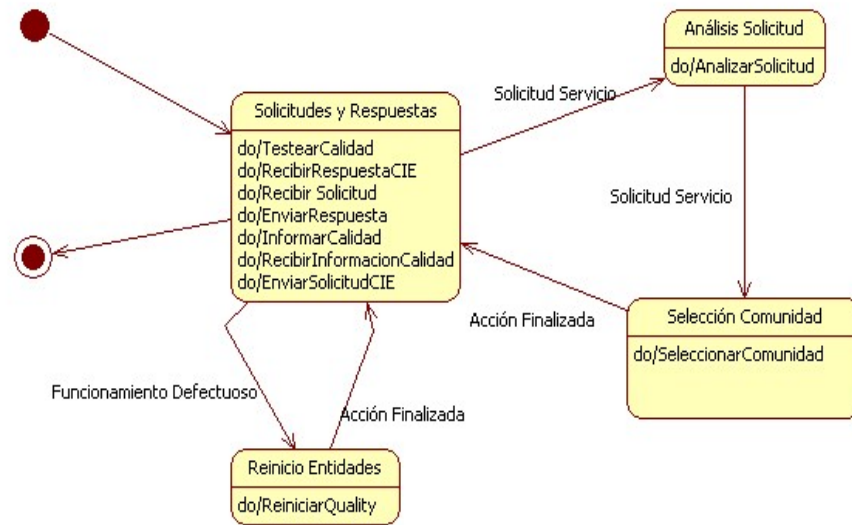 Análisis Solicitud
do/AnalizarSolicitud
Solicitud Servicio
Solicitudes y Respuestas
do/TestearCalidad
do/RecibirRespuestaCIE
do/Recibir Solicitud
do/EnviarRespuesta
do/InformarCalidad
do/RecibirInformacionCalidad
do/EnviarSolicitudCIE
Solicitud Servicio
Acción Finalizada
Selección Comunidad
do/SeleccionarComunidad
Funcionamiento Defectuoso
Acción Finalizada
Reinicio Entidades
do/ReiniciarQuality